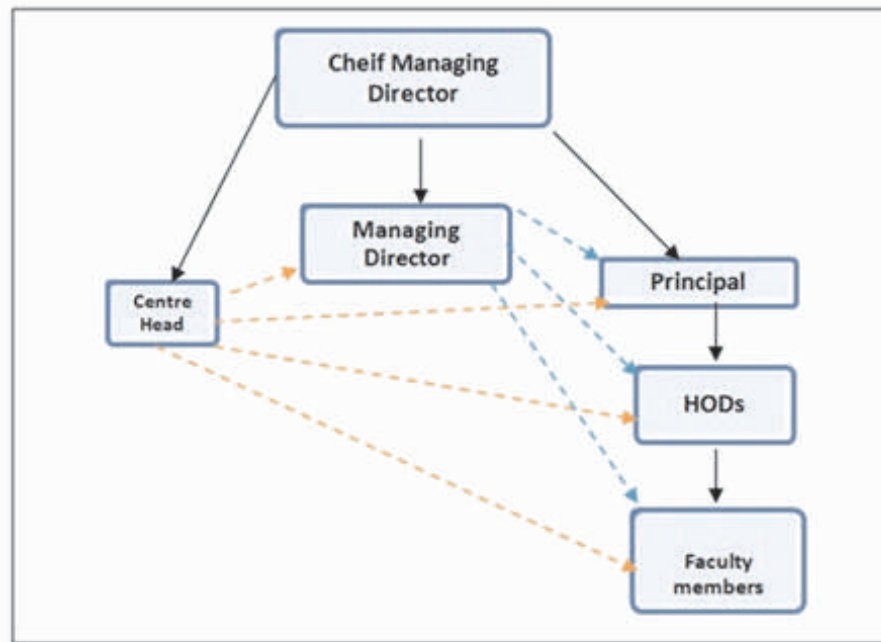 Cheif Managing
Director
Managing
Director
Principal
Centre
Head
HODs
Faculty
members